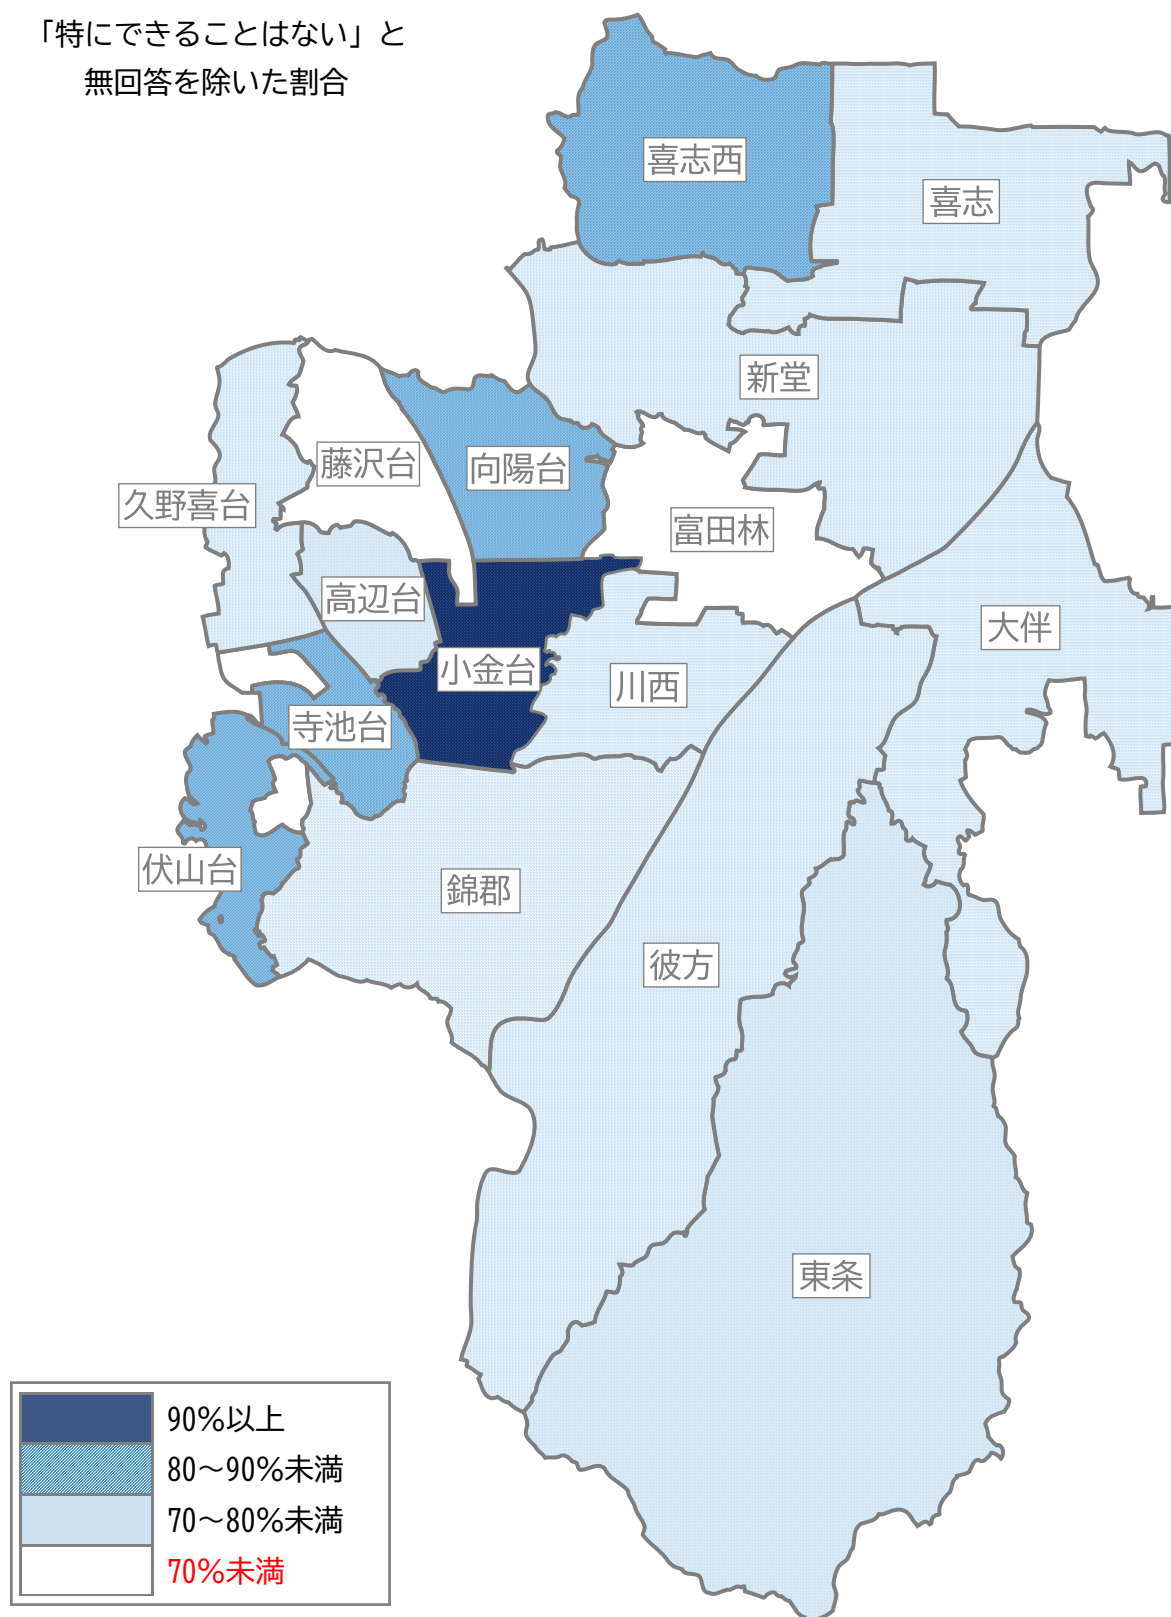 「特にできることはない」と
無回答を除いた割合
喜志西
喜志
新堂
藤沢台
向陽台
久野喜台
富田林
高辺台
大伴
小金台
川西
寺池台
伏山台
錦郡
彼方
東条
90%以上
80～90%未満
70～80%未満
70%未満